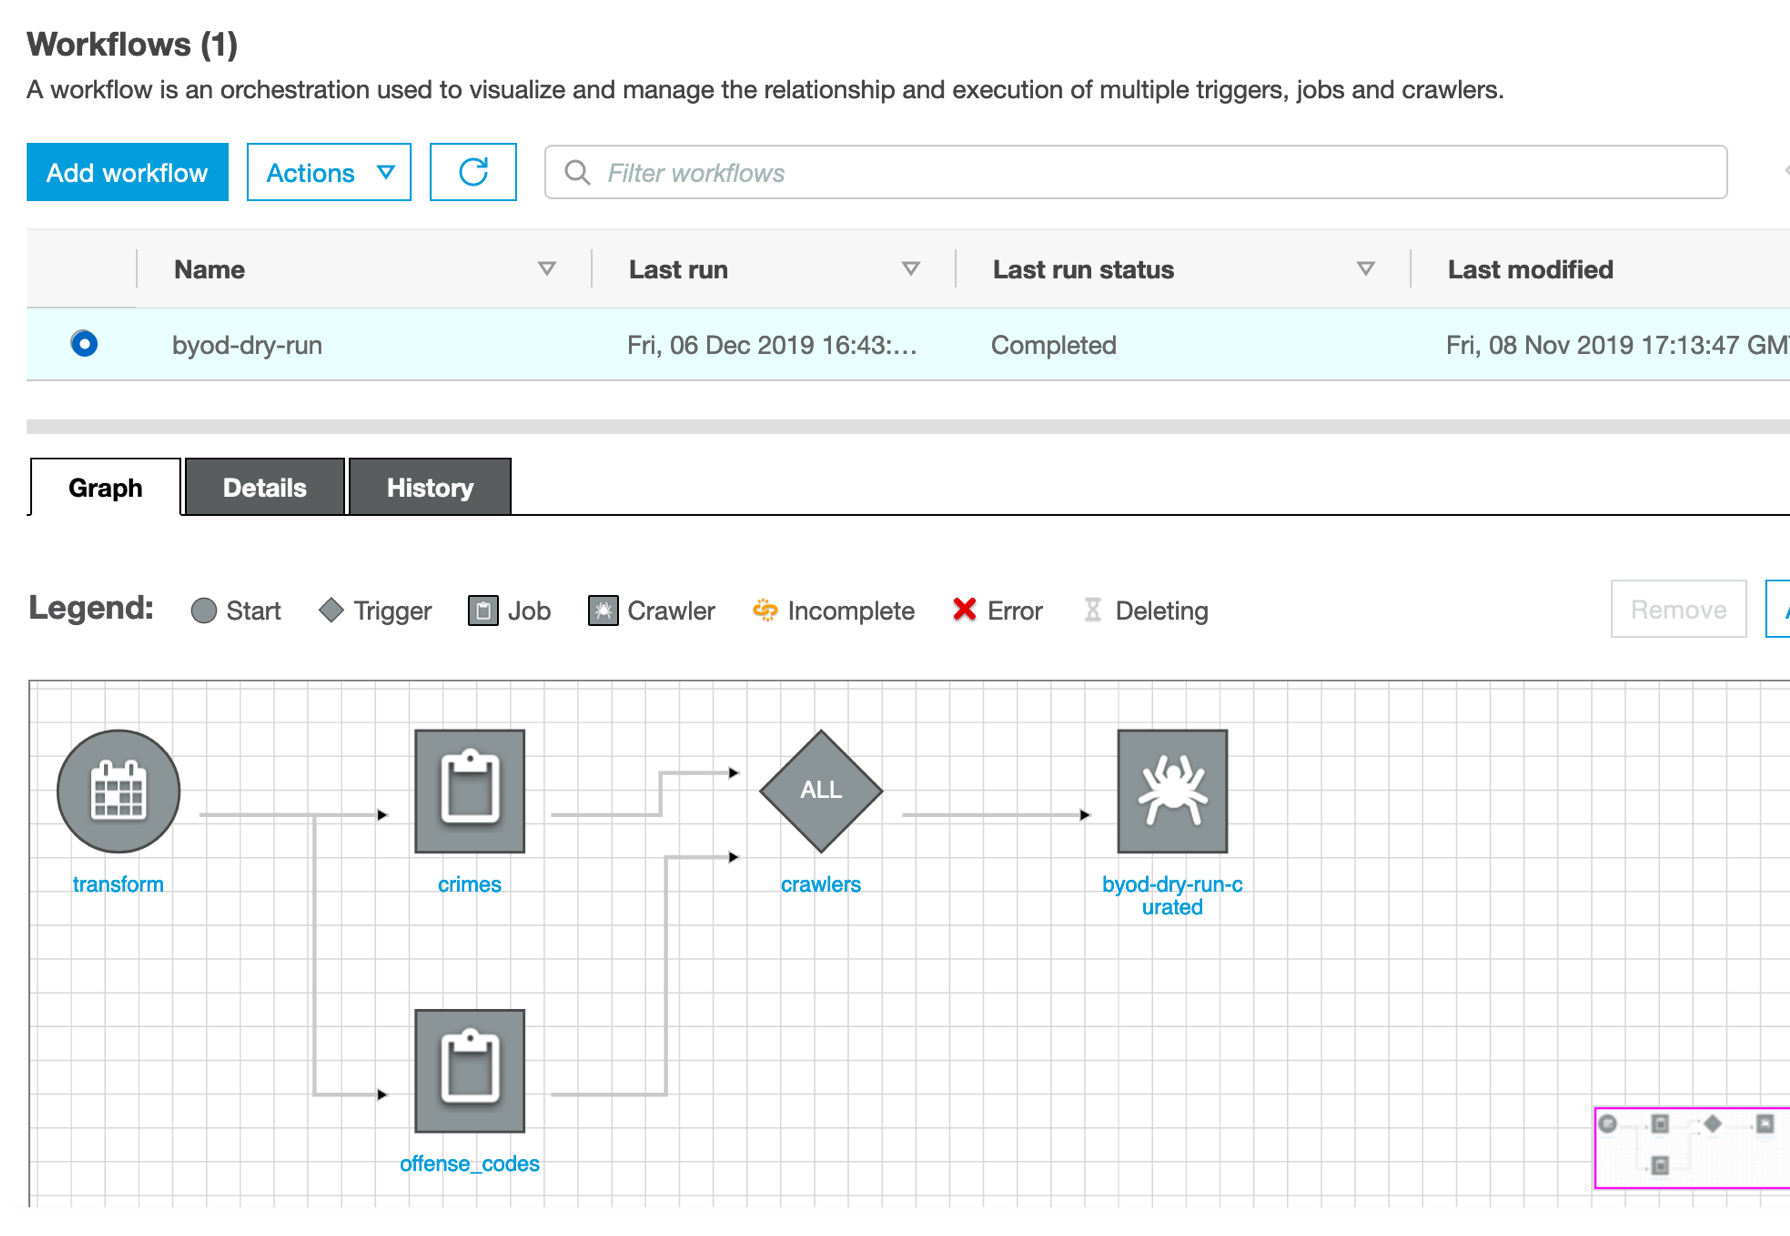 Workflows (1)
A workflow is an orchestration used to visualize and manage the relationship and execution of multiple triggers, jobs and crawlers.
Add workflow Actions Filter workflows
Name Last run Last run status Last modified
byod-dry-run Fri, 06 Dec 2019 16:43:... Completed Fri, 08 Nov 2019 17:13:47 GM
Graph Details History
Legend: Start Trigger Job Crawler Incomplete Error Deleting Remove
ALL
transform crimes crawlers byod-dry-run-c
urated
offense_codes